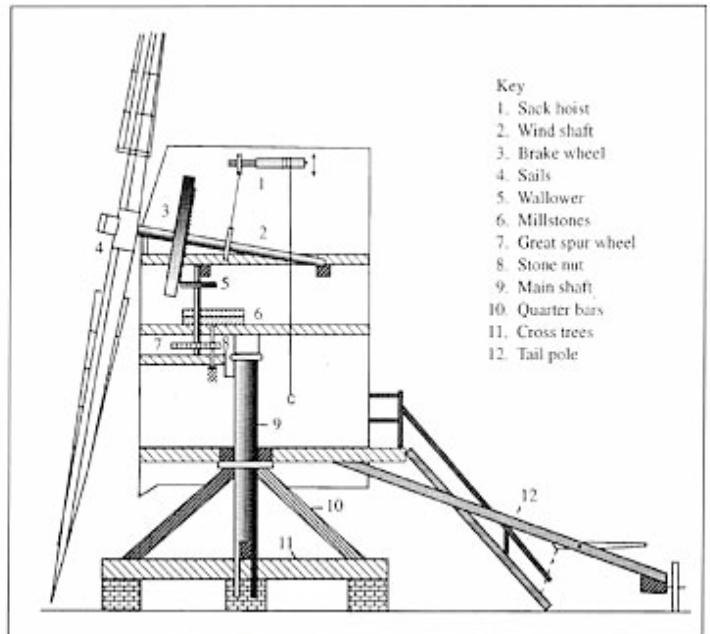 Key
1. Sack hoist
2. Wind shaft
3. Brake wheel
4. Sails
5. Wallower
6. Millstones
7. Great spur wheel
8. Stone nut
9. Main shaft
10. Quarter bars
11. Cross trees
12. Tail pole
1
3
2
4
5
6
7
C
9
12
10
11